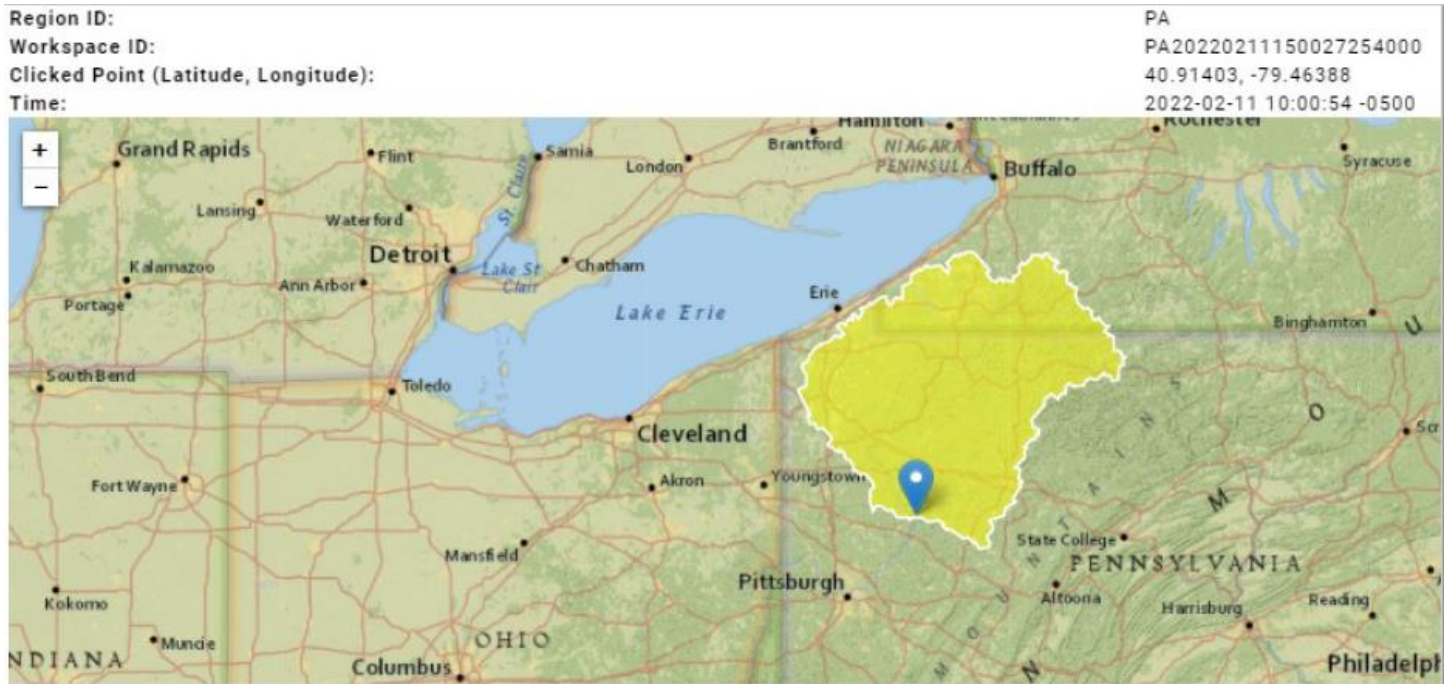 Region ID: PA
Workspace ID: PA20220211150027254000
Clicked Point (Latitude, Longitude): 40.91403, -79.46388
Time: 2022-02-11 10:00:54 -0500
+
−
Hamilton
Rochester
Grand Rapids
Flint
Sarnia
London
Brantford
NIAGARA
PENINSULA
Buffalo
Syracuse
Lansing
Waterford
St. Claire
Detroit
Lake St
Clair
Chatham
Kalamazoo
Ann Arbor
Portage
Lake Erie
Erie
Binghamton
South Bend
Toledo
Cleveland
Fort Wayne
Akron
Youngstown
State College
PENNSYLVANIA
Mansfield
Pittsburgh
Altoona
Kokomo
Harrisburg
Reading
Muncie
OHIO
NDIANA
Columbus
Philadelph